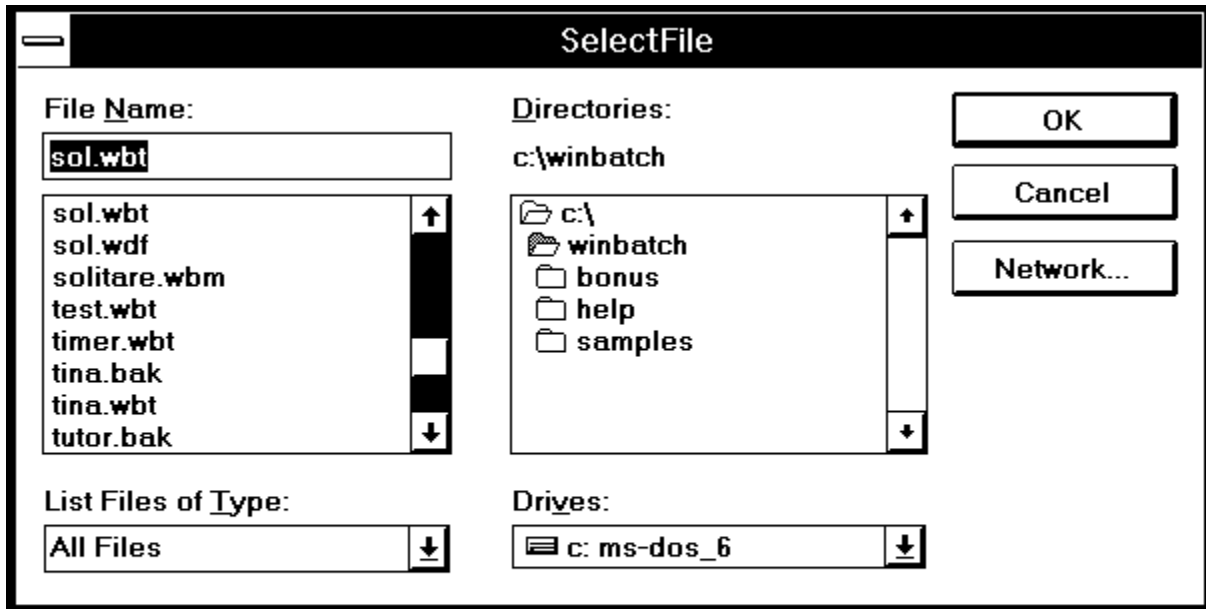 SelectFile
File Name:
sol.wbt
sol.wbt
sol.wdf
solitare.wbm
test.wbt
timer.wbt
tina.bak
tina.wbt
tutor.bak
List Files of Type:
All Files
Directories:
c:\winbatch
c:\
winbatch
bonus
help
samples
Drives:
c: ms-dos_6
OK
Cancel
Network...